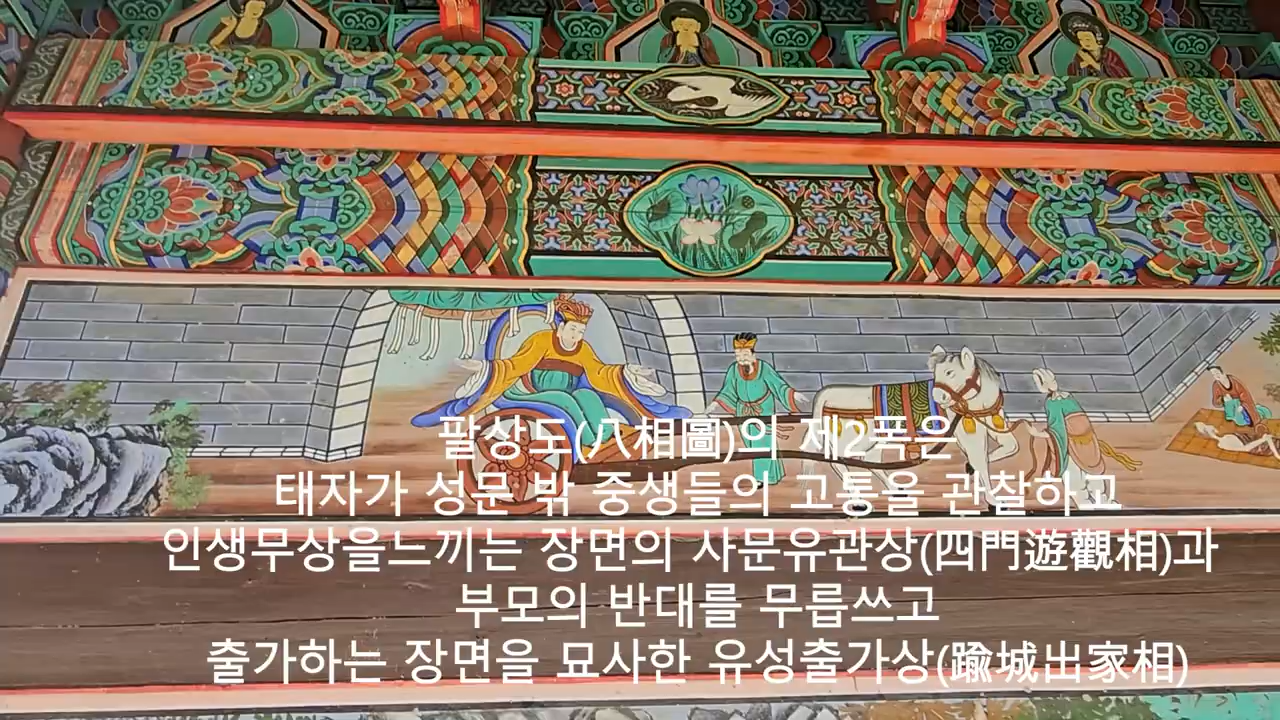 팔상도(八相圖)의 제2폭은
태자가 성문 밖 중생들의 고통을 관찰하고
인생무상을느끼는 장면의 사문유관상(四門遊觀相)과
부모의 반대를 무릅쓰고
출가하는 장면을 묘사한 유성출가상(踰城出家相)